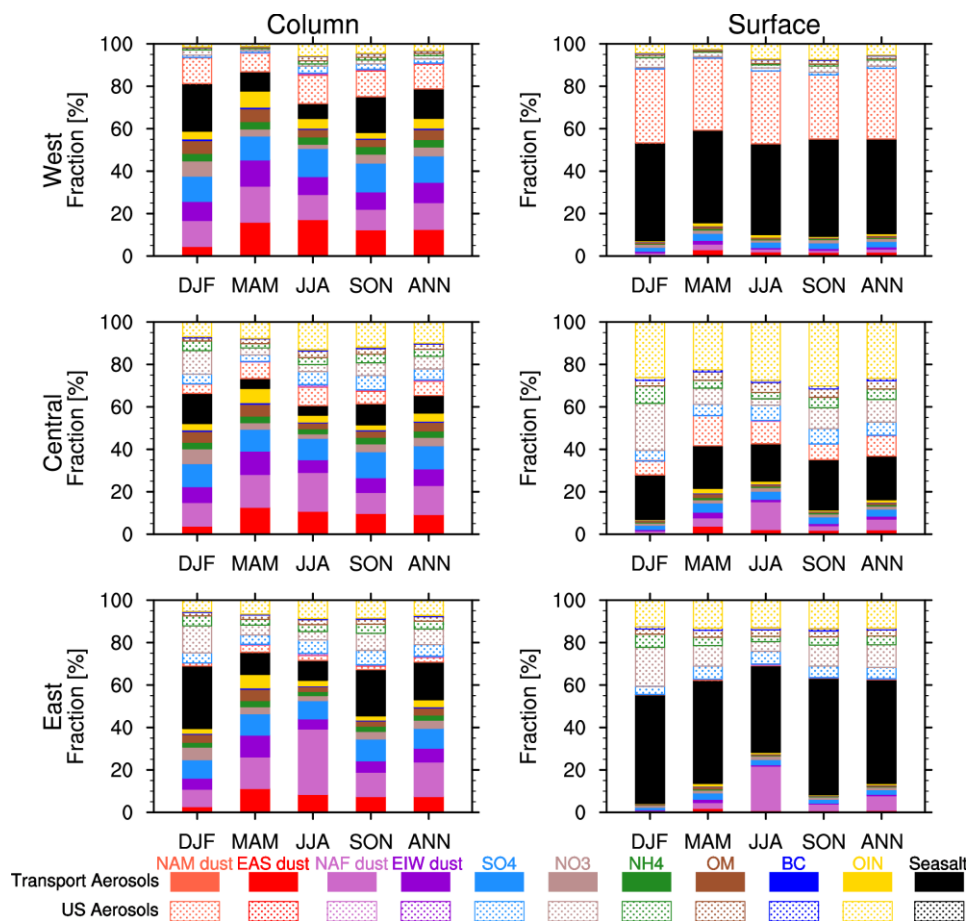 Column
Surface
West
Fraction [%]
100
80
60
40
20
0
DJF MAM JJA SON ANN
Fraction [%]
100
80
60
40
20
0
DJF MAM JJA SON ANN
Central
Fraction [%]
100
80
60
40
20
0
DJF MAM JJA SON ANN
Fraction [%]
100
80
60
40
20
0
DJF MAM JJA SON ANN
East
Fraction [%]
100
80
60
40
20
0
DJF MAM JJA SON ANN
Fraction [%]
100
80
60
40
20
0
DJF MAM JJA SON ANN
NAM dust EAS dust NAF dust EIW dust SO4 NO3 NH4 OM BC OIN Seasalt
Transport Aerosols
US Aerosols